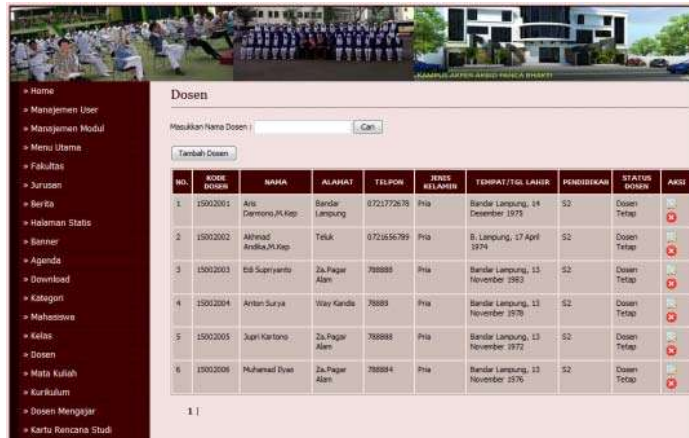 KAMPUS AKPER AKBID PANCA BHAKTI
» Home
» Manajemen User
» Manajemen Modul
» Menu Utama
» Fakultas
» Jurusan
» Berita
» Halaman Statis
» Banner
» Agenda
» Download
» Kategori
» Mahasiswa
» Kelas
» Dosen
» Mata Kuliah
» Kurikulum
» Dosen Mengajar
» Kartu Rencana Studi
Dosen
Masukkan Nama Dosen : Cari
Tambah Dosen
NO. KODE DOSEN NAMA ALAMAT TELPON JENIS KELAMIN TEMPAT/TGL LAHIR PENDIDIKAN STATUS DOSEN AKSI
1 15002001 Aris Darmono,M.Kep Bandar Lampung 0721772678 Pria Bandar Lampung, 14 Desember 1975 S2 Dosen Tetap
2 15002002 Akhmad Andika,M.Kep Teluk 0721656789 Pria B. Lampung, 17 April 1974 S2 Dosen Tetap
3 15002003 Edi Supriyanto Za.Pagar Alam 788888 Pria Bandar Lampung, 13 November 1983 S2 Dosen Tetap
4 15002004 Anton Surya Way Kandis 78889 Pria Bandar Lampung, 13 November 1978 S2 Dosen Tetap
5 15002005 Jupri Kartono Za.Pagar Alam 788888 Pria Bandar Lampung, 13 November 1972 S2 Dosen Tetap
6 15002006 Muhamad Ilyas Za.Pagar Alam 788884 Pria Bandar Lampung, 13 November 1976 S2 Dosen Tetap
1 |